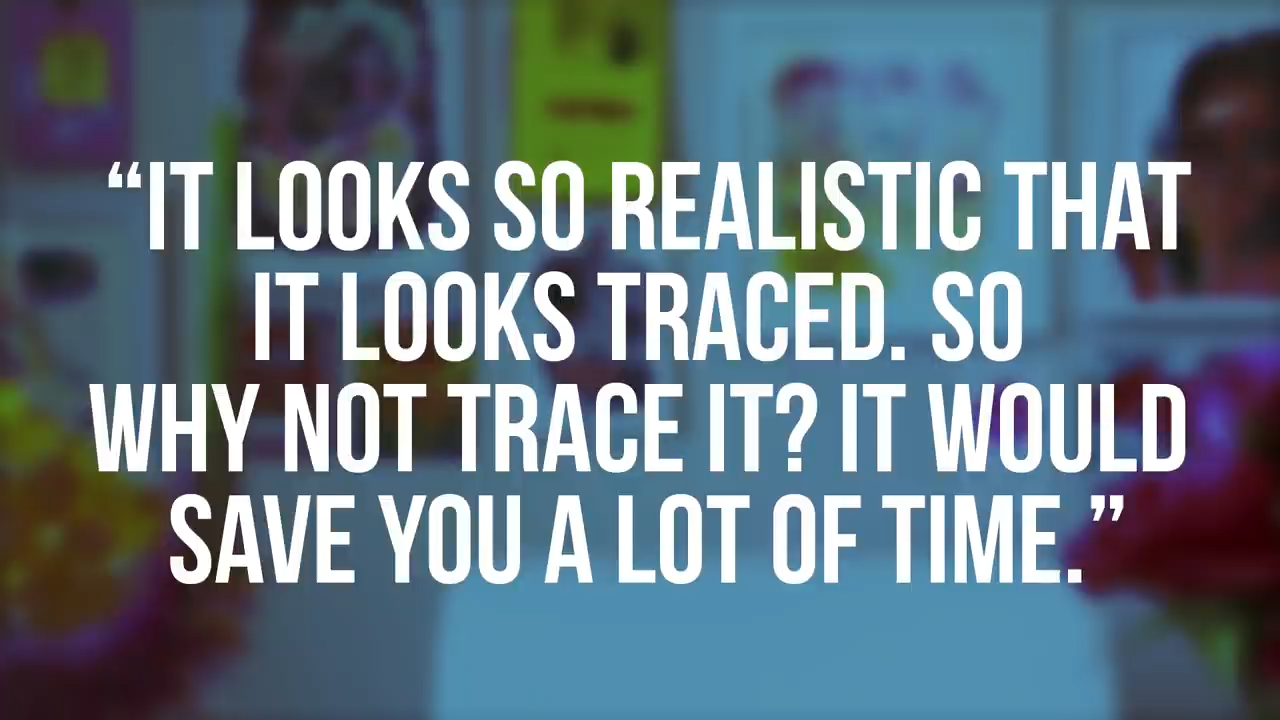 “IT LOOKS SO REALISTIC THAT
IT LOOKS TRACED. SO
WHY NOT TRACE IT? IT WOULD
SAVE YOU A LOT OF TIME.”